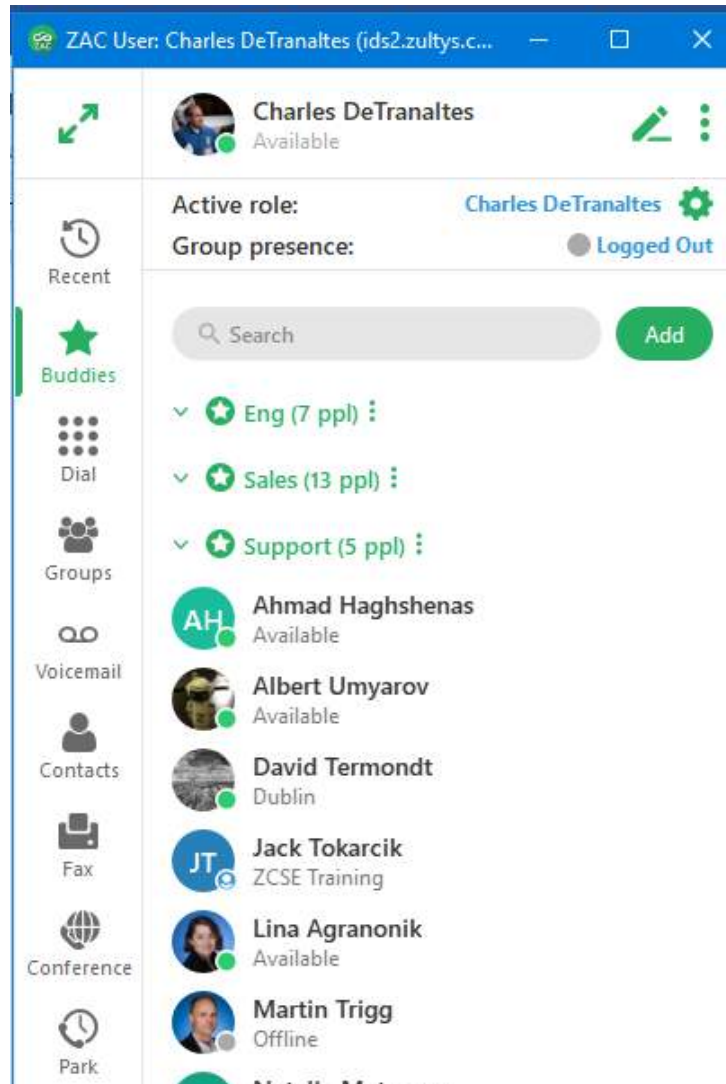 ZAC User: Charles DeTranaltes (ids2.zultys.c...
Charles DeTranaltes
Available
Active role: Charles DeTranaltes
Group presence: Logged Out
Recent
Search
Add
Buddies
Eng (7 ppl)
Dial
Sales (13 ppl)
Groups
Support (5 ppl)
AH
Ahmad Haghshenas
Available
Voicemail
Albert Umyarov
Available
Contacts
David Termondt
Dublin
Fax
JT
Jack Tokarcik
ZCSE Training
Conference
Lina Agranonik
Available
Park
Martin Trigg
Offline